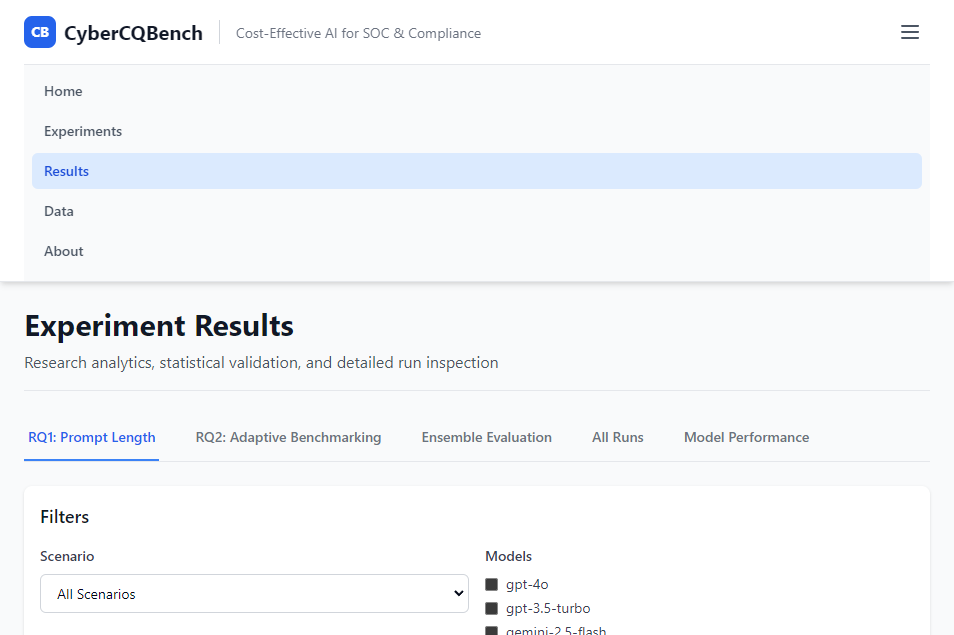 CB CyberCQBench Cost-Effective AI for SOC & Compliance
Home
Experiments
Results
Data
About
Experiment Results
Research analytics, statistical validation, and detailed run inspection
RQ1: Prompt Length RQ2: Adaptive Benchmarking Ensemble Evaluation All Runs Model Performance
Filters
Scenario
All Scenarios
Models
gpt-4o
gpt-3.5-turbo
gemini-2.5-flash